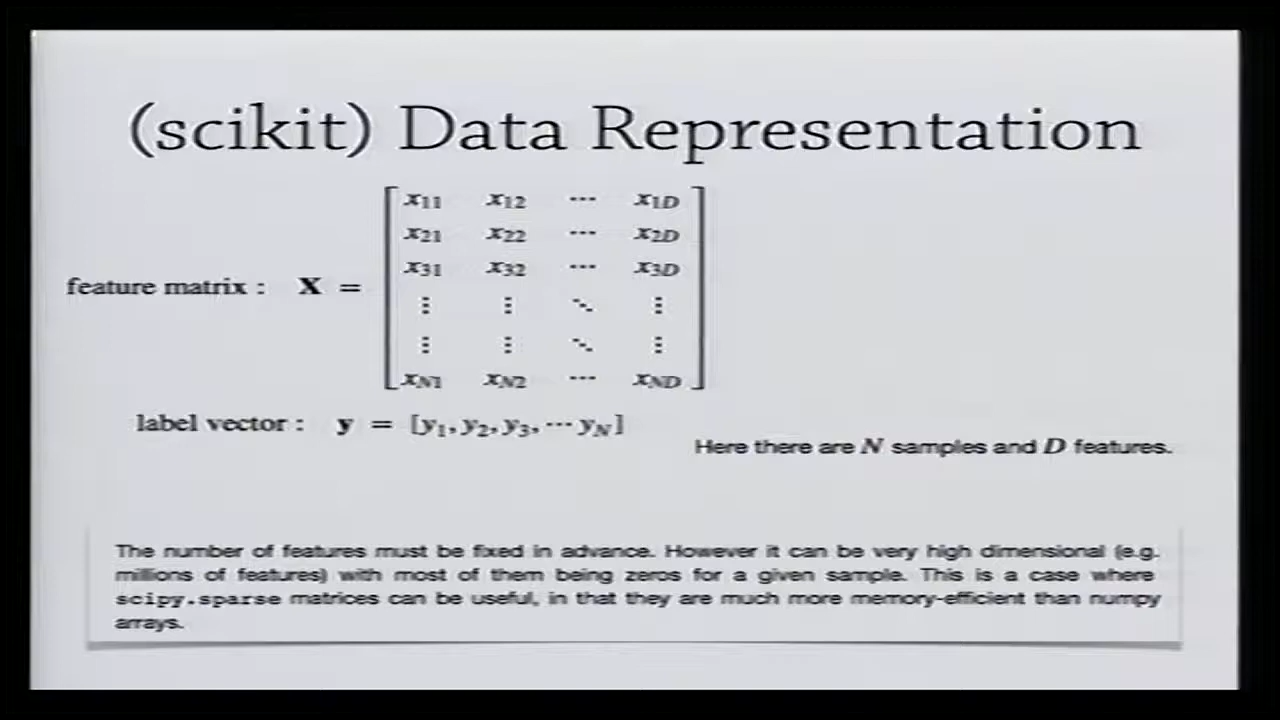 (scikit) Data Representation
x11 x12 ⋯ x1D
x21 x22 ⋯ x2D
x31 x32 ⋯ x3D
feature matrix : X =
⋮ ⋮ ⋱ ⋮
⋮ ⋮ ⋱ ⋮
xN1 xN2 ⋯ xND
label vector : y = [y1, y2, y3, ⋯ yN]
Here there are N samples and D features.
The number of features must be fixed in advance. However it can be very high dimensional (e.g.
millions of features) with most of them being zeros for a given sample. This is a case where
scipy.sparse matrices can be useful, in that they are much more memory-efficient than numpy
arrays.